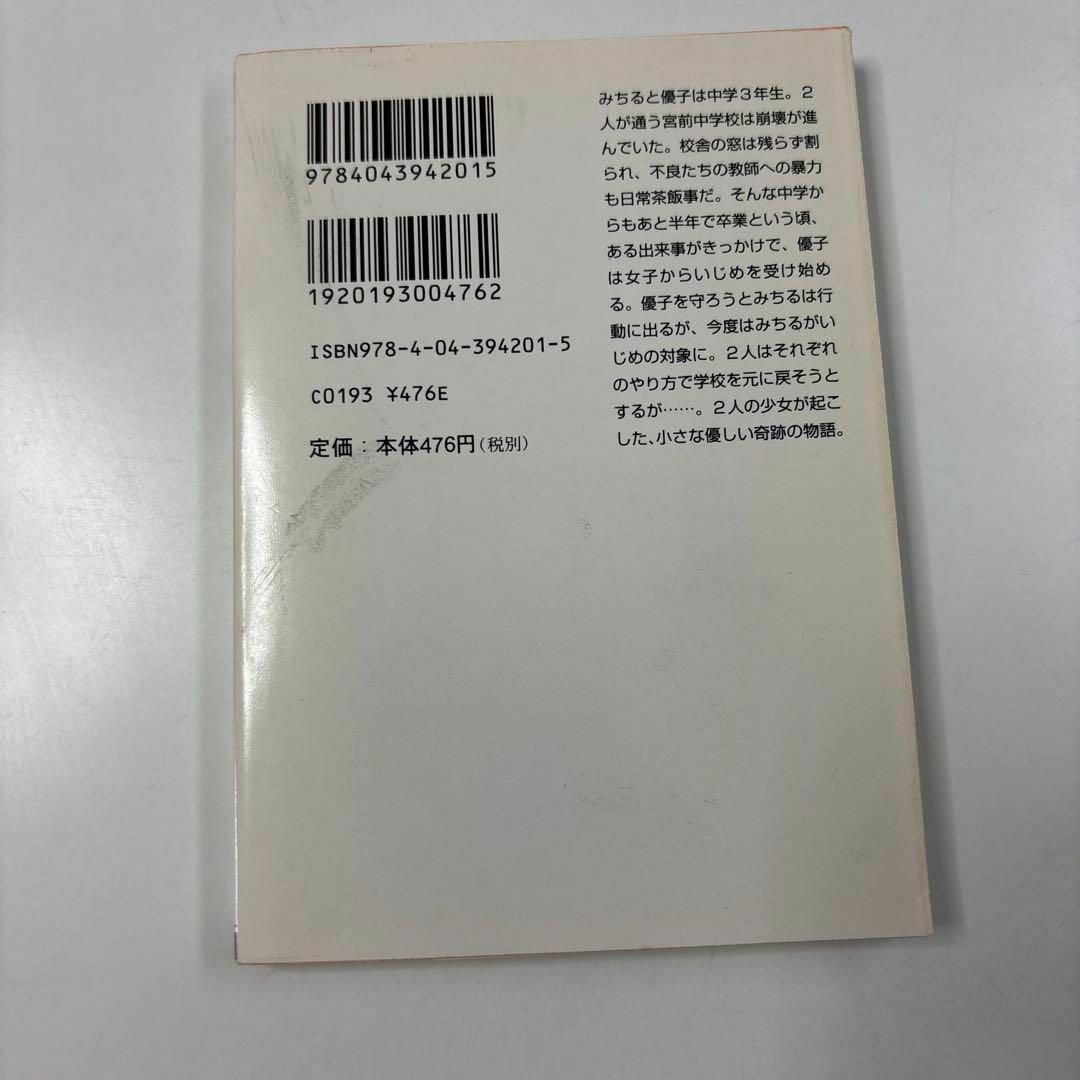 9784043942015
1920193004762
ISBN978-4-04-394201-5
C0193 ¥476E
定価：本体476円（税別）
みちると優子は中学３年生。２
人が通う宮前中学校は崩壊が進
んでいた。校舎の窓は残らず割
られ、不良たちの教師への暴力
も日常茶飯事だ。そんな中学か
らもあと半年で卒業という頃、
ある出来事がきっかけで、優子
は女子からいじめを受け始め
る。優子を守ろうとみちるは行
動に出るが、今度はみちるがい
じめの対象に。２人はそれぞれ
のやり方で学校を元に戻そうと
するが……。２人の少女が起こ
した、小さな優しい奇跡の物語。